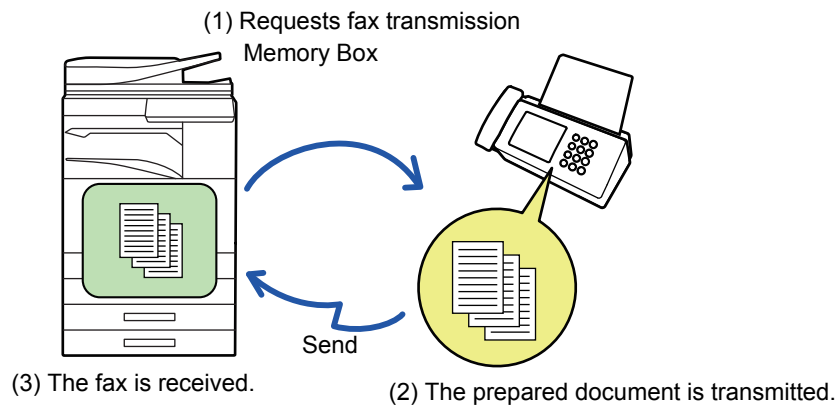 (1) Requests fax transmission
Memory Box
Send
(3) The fax is received.
(2) The prepared document is transmitted.